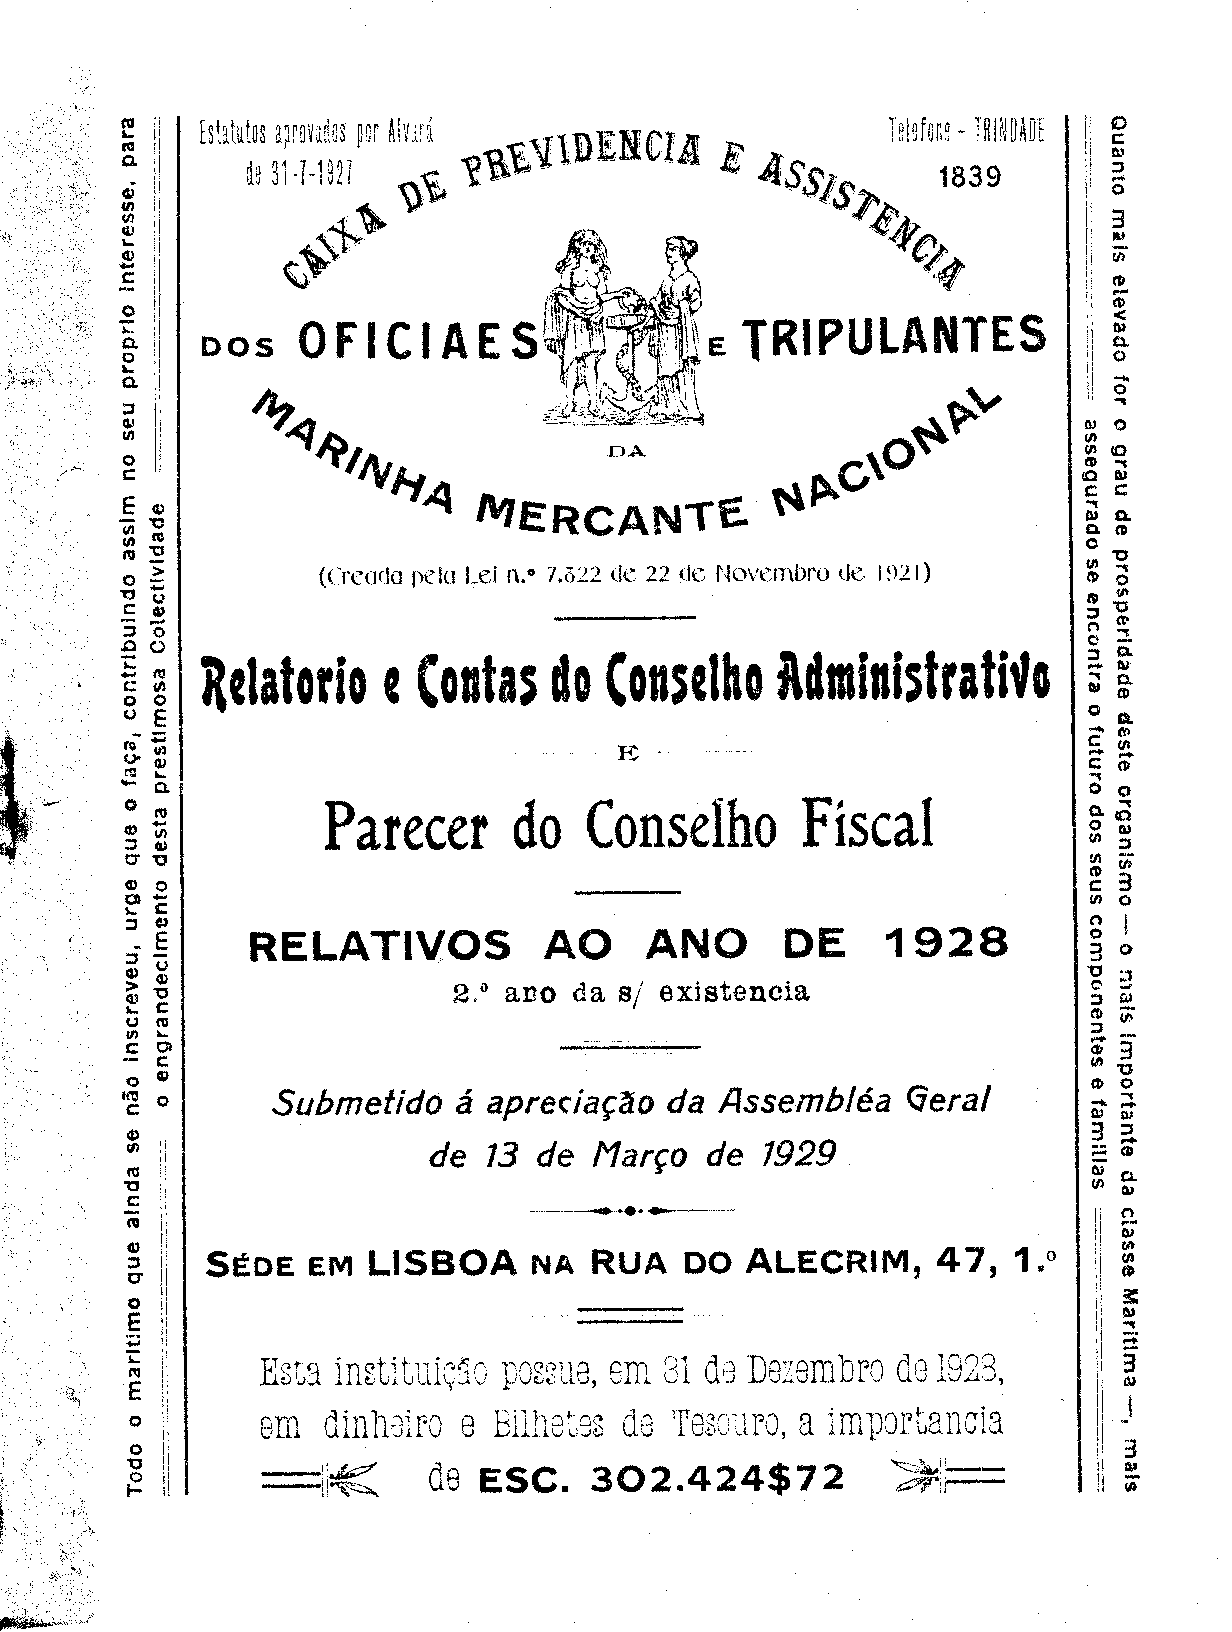 Estatutos aprovados por Alvará
de 31-7-1927
Telefone - TRINDADE
1839
CAIXA DE PREVIDENCIA E ASSISTENCIA
DOS OFICIAES E TRIPULANTES
DA
MARINHA MERCANTE NACIONAL
(Creada pela Lei n.º 7.822 de 22 de Novembro de 1921)
Relatorio e Contas do Conselho Administrativo
E
Parecer do Conselho Fiscal
RELATIVOS AO ANO DE 1928
2.º ano da s/ existencia
Submetido á apreciação da Assembléa Geral
de 13 de Março de 1929
SÉDE EM LISBOA NA RUA DO ALECRIM, 47, 1.º
Esta instituição possue, em 31 de Dezembro de 1928,
em dinheiro e Bilhetes de Tesouro, a importancia
de ESC. 302.424$72
Todo o maritimo que ainda se não inscreveu, urge que o faça, contribuindo assim no seu proprio interesse, para
o engrandecimento desta prestimosa Colectividade
Quanto mais elevado for o grau de prosperidade deste organismo — o mais importante da classe Maritima —, mais
assegurado se encontra o futuro dos seus componentes e familias